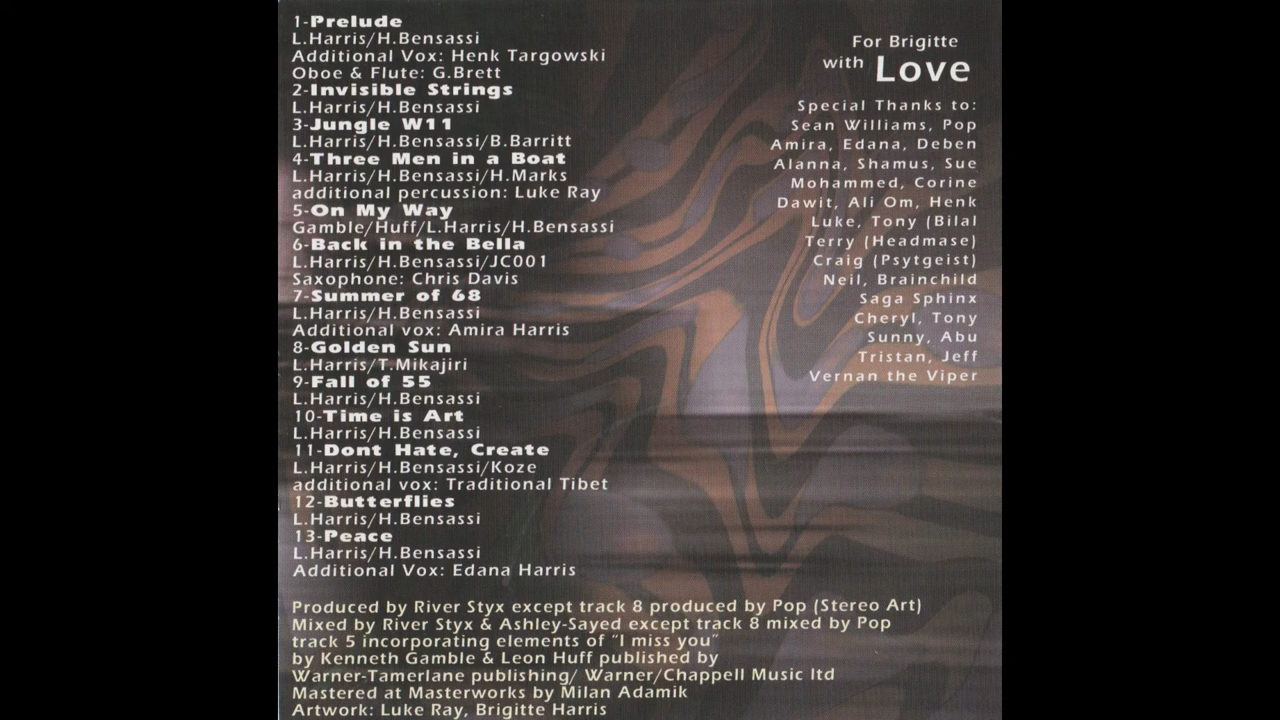 1-Prelude
L.Harris/H.Bensassi
Additional Vox: Henk Targowski
Oboe & Flute: G.Brett
2-Invisible Strings
L.Harris/H.Bensassi
3-Jungle W11
L.Harris/H.Bensassi/B.Barritt
4-Three Men in a Boat
L.Harris/H.Bensassi/H.Marks
additional percussion: Luke Ray
5-On My Way
Gamble/Huff/L.Harris/H.Bensassi
6-Back in the Bella
L.Harris/H.Bensassi/JC001
Saxophone: Chris Davis
7-Summer of 68
L.Harris/H.Bensassi
Additional vox: Amira Harris
8-Golden Sun
L.Harris/T.Mikajiri
9-Fall of 55
L.Harris/H.Bensassi
10-Time is Art
L.Harris/H.Bensassi
11-Dont Hate, Create
L.Harris/H.Bensassi/Koze
additional vox: Traditional Tibet
12-Butterflies
L.Harris/H.Bensassi
13-Peace
L.Harris/H.Bensassi
Additional Vox: Edana Harris
For Brigitte
with Love
Special Thanks to:
Sean Williams, Pop
Amira, Edana, Deben
Alanna, Shamus, Sue
Mohammed, Corine
Dawit, Ali Om, Henk
Luke, Tony (Bilal
Terry (Headmase)
Craig (Psytgeist)
Neil, Brainchild
Saga Sphinx
Cheryl, Tony
Sunny, Abu
Tristan, Jeff
Vernan the Viper
Produced by River Styx except track 8 produced by Pop (Stereo Art)
Mixed by River Styx & Ashley-Sayed except track 8 mixed by Pop
track 5 incorporating elements of "I miss you"
by Kenneth Gamble & Leon Huff published by
Warner-Tamerlane publishing/ Warner/Chappell Music ltd
Mastered at Masterworks by Milan Adamik
Artwork: Luke Ray, Brigitte Harris